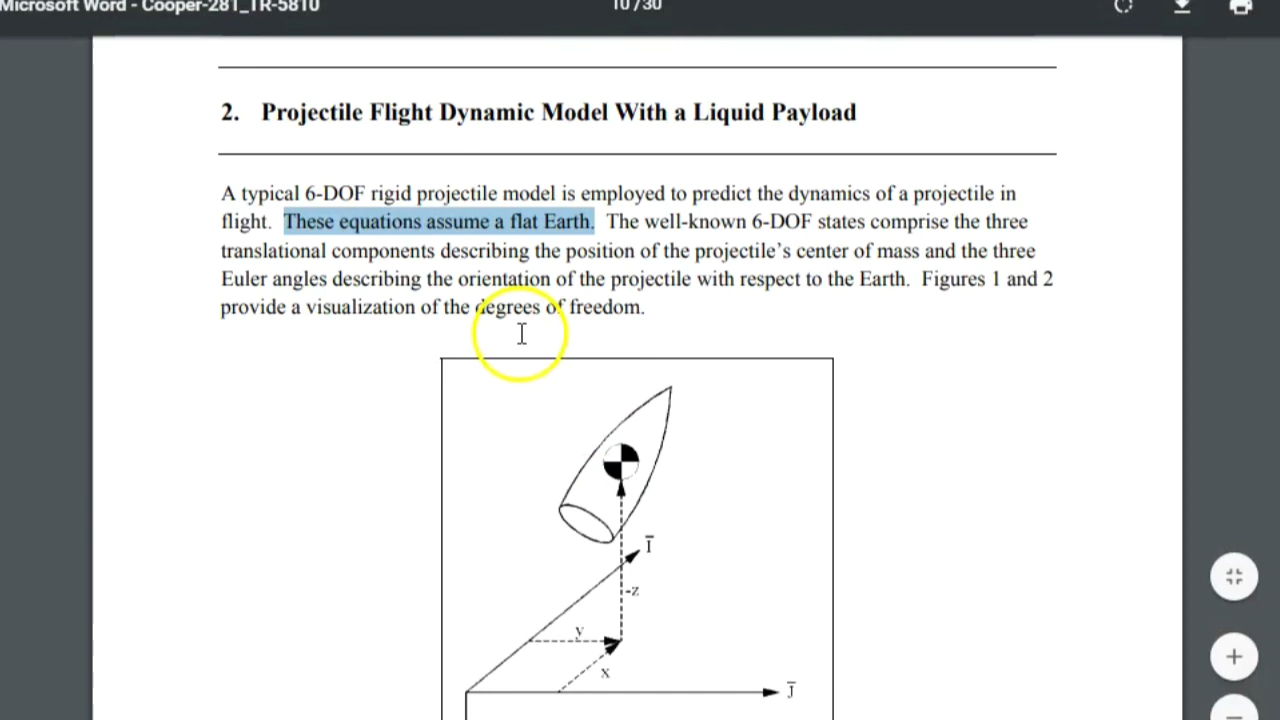 Microsoft Word - Cooper-281_TR-5810
10 / 30
2. Projectile Flight Dynamic Model With a Liquid Payload
A typical 6-DOF rigid projectile model is employed to predict the dynamics of a projectile in
flight. These equations assume a flat Earth. The well-known 6-DOF states comprise the three
translational components describing the position of the projectile's center of mass and the three
Euler angles describing the orientation of the projectile with respect to the Earth. Figures 1 and 2
provide a visualization of the degrees of freedom.
I̅
-z
y
x
J̅